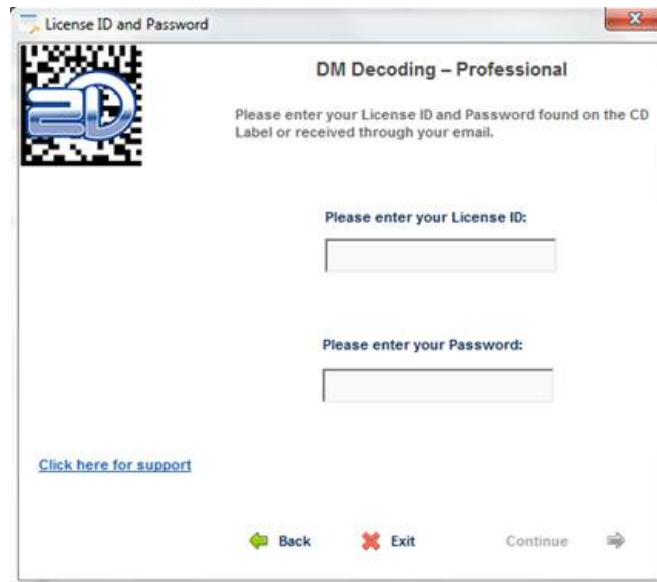 License ID and Password
2D
DM Decoding – Professional
Please enter your License ID and Password found on the CD
Label or received through your email.
Please enter your License ID:
Please enter your Password:
Click here for support
Back
Exit
Continue